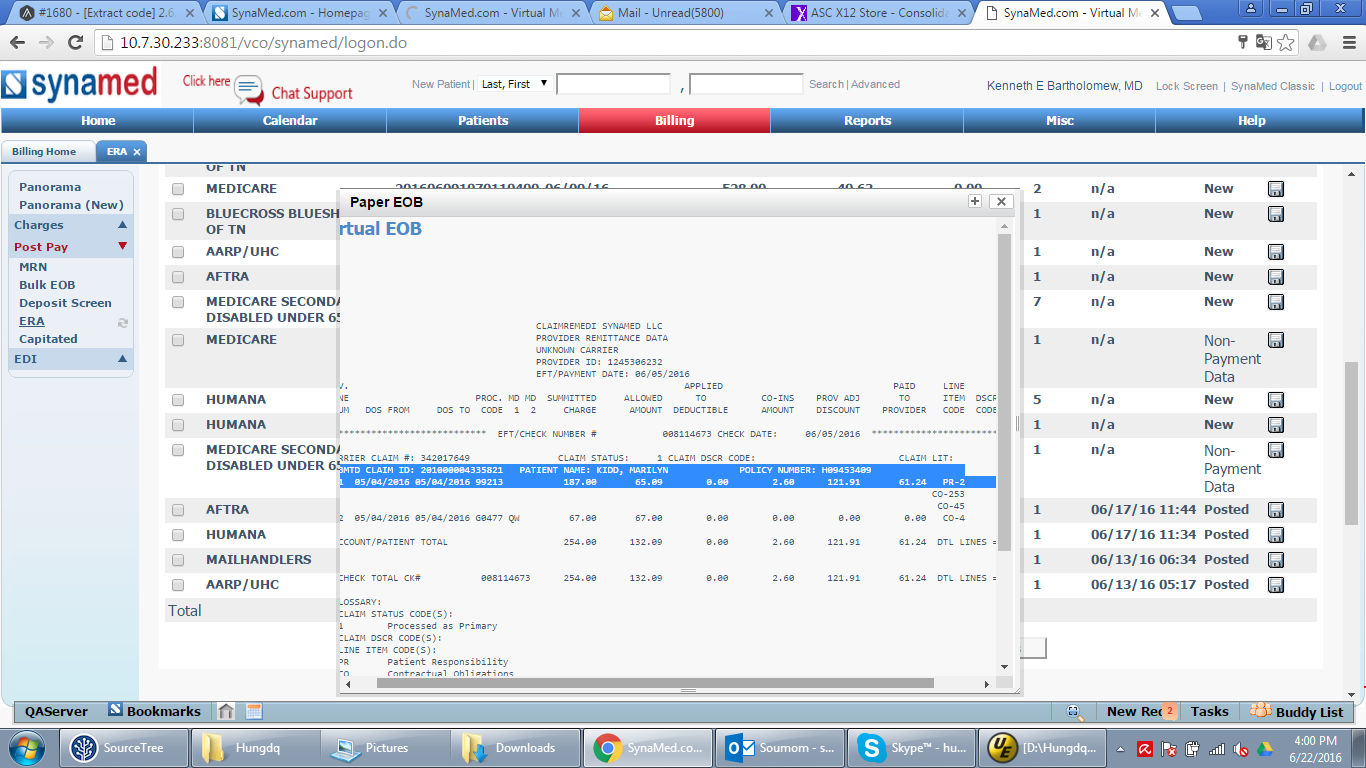 #1680 - [Extract code] 2.6
SynaMed.com - Homepag
SynaMed.com - Virtual Me
Mail - Unread(5800)
ASC X12 Store - Consolida
SynaMed.com - Virtual Me
10.7.30.233:8081/vco/synamed/logon.do
synamed
Click here
Chat Support
New Patient | Last, First , Search | Advanced
Kenneth E Bartholomew, MD Lock Screen | SynaMed Classic | Logout
Home Calendar Patients Billing Reports Misc Help
Billing Home ERA x
Panorama
Panorama (New)
Charges
Post Pay
MRN
Bulk EOB
Deposit Screen
ERA
Capitated
EDI
OF TN
MEDICARE 201606091070110400 06/09/16 528.00 40.63 0.00 2 n/a New
BLUECROSS BLUESH
OF TN
1 n/a New
AARP/UHC 1 n/a New
AFTRA 1 n/a New
MEDICARE SECONDA
DISABLED UNDER 65
7 n/a New
MEDICARE 1 n/a Non-
Payment
Data
HUMANA 5 n/a New
HUMANA 1 n/a New
MEDICARE SECONDA
DISABLED UNDER 65
1 n/a Non-
Payment
Data
AFTRA 1 06/17/16 11:44 Posted
HUMANA 1 06/17/16 11:34 Posted
MAILHANDLERS 1 06/13/16 06:34 Posted
AARP/UHC 1 06/13/16 05:17 Posted
Total
Paper EOB
rtual EOB
CLAIMREMEDI SYNAMED LLC
PROVIDER REMITTANCE DATA
UNKNOWN CARRIER
PROVIDER ID: 1245306232
EFT/PAYMENT DATE: 06/05/2016
V. APPLIED PAID LINE
NE PROC. MD MD SUMMITTED ALLOWED TO CO-INS PROV ADJ TO ITEM DSCR
UM DOS FROM DOS TO CODE 1 2 CHARGE AMOUNT DEDUCTIBLE AMOUNT DISCOUNT PROVIDER CODE CODE
*************************** EFT/CHECK NUMBER # 008114673 CHECK DATE: 06/05/2016 **********************
RRIER CLAIM #: 342017649 CLAIM STATUS: 1 CLAIM DSCR CODE: CLAIM LIT:
BMTD CLAIM ID: 201000004335821 PATIENT NAME: KIDD, MARILYN POLICY NUMBER: H09453409
1 05/04/2016 05/04/2016 99213 187.00 65.09 0.00 2.60 121.91 61.24 PR-2
CO-253
CO-45
2 05/04/2016 05/04/2016 G0477 QW 67.00 67.00 0.00 0.00 0.00 0.00 CO-4
CCOUNT/PATIENT TOTAL 254.00 132.09 0.00 2.60 121.91 61.24 DTL LINES =
CHECK TOTAL CK# 008114673 254.00 132.09 0.00 2.60 121.91 61.24 DTL LINES =
LOSSARY:
CLAIM STATUS CODE(S):
1 Processed as Primary
CLAIM DSCR CODE(S):
LINE ITEM CODE(S):
PR Patient Responsibility
CO Contractual Obligations
QAServer Bookmarks New Rec 2 Tasks Buddy List
SourceTree Hungdq Pictures Downloads SynaMed.co... Soumom - s... Skype™ - hu... [D:\Hungdq...
4:00 PM
6/22/2016